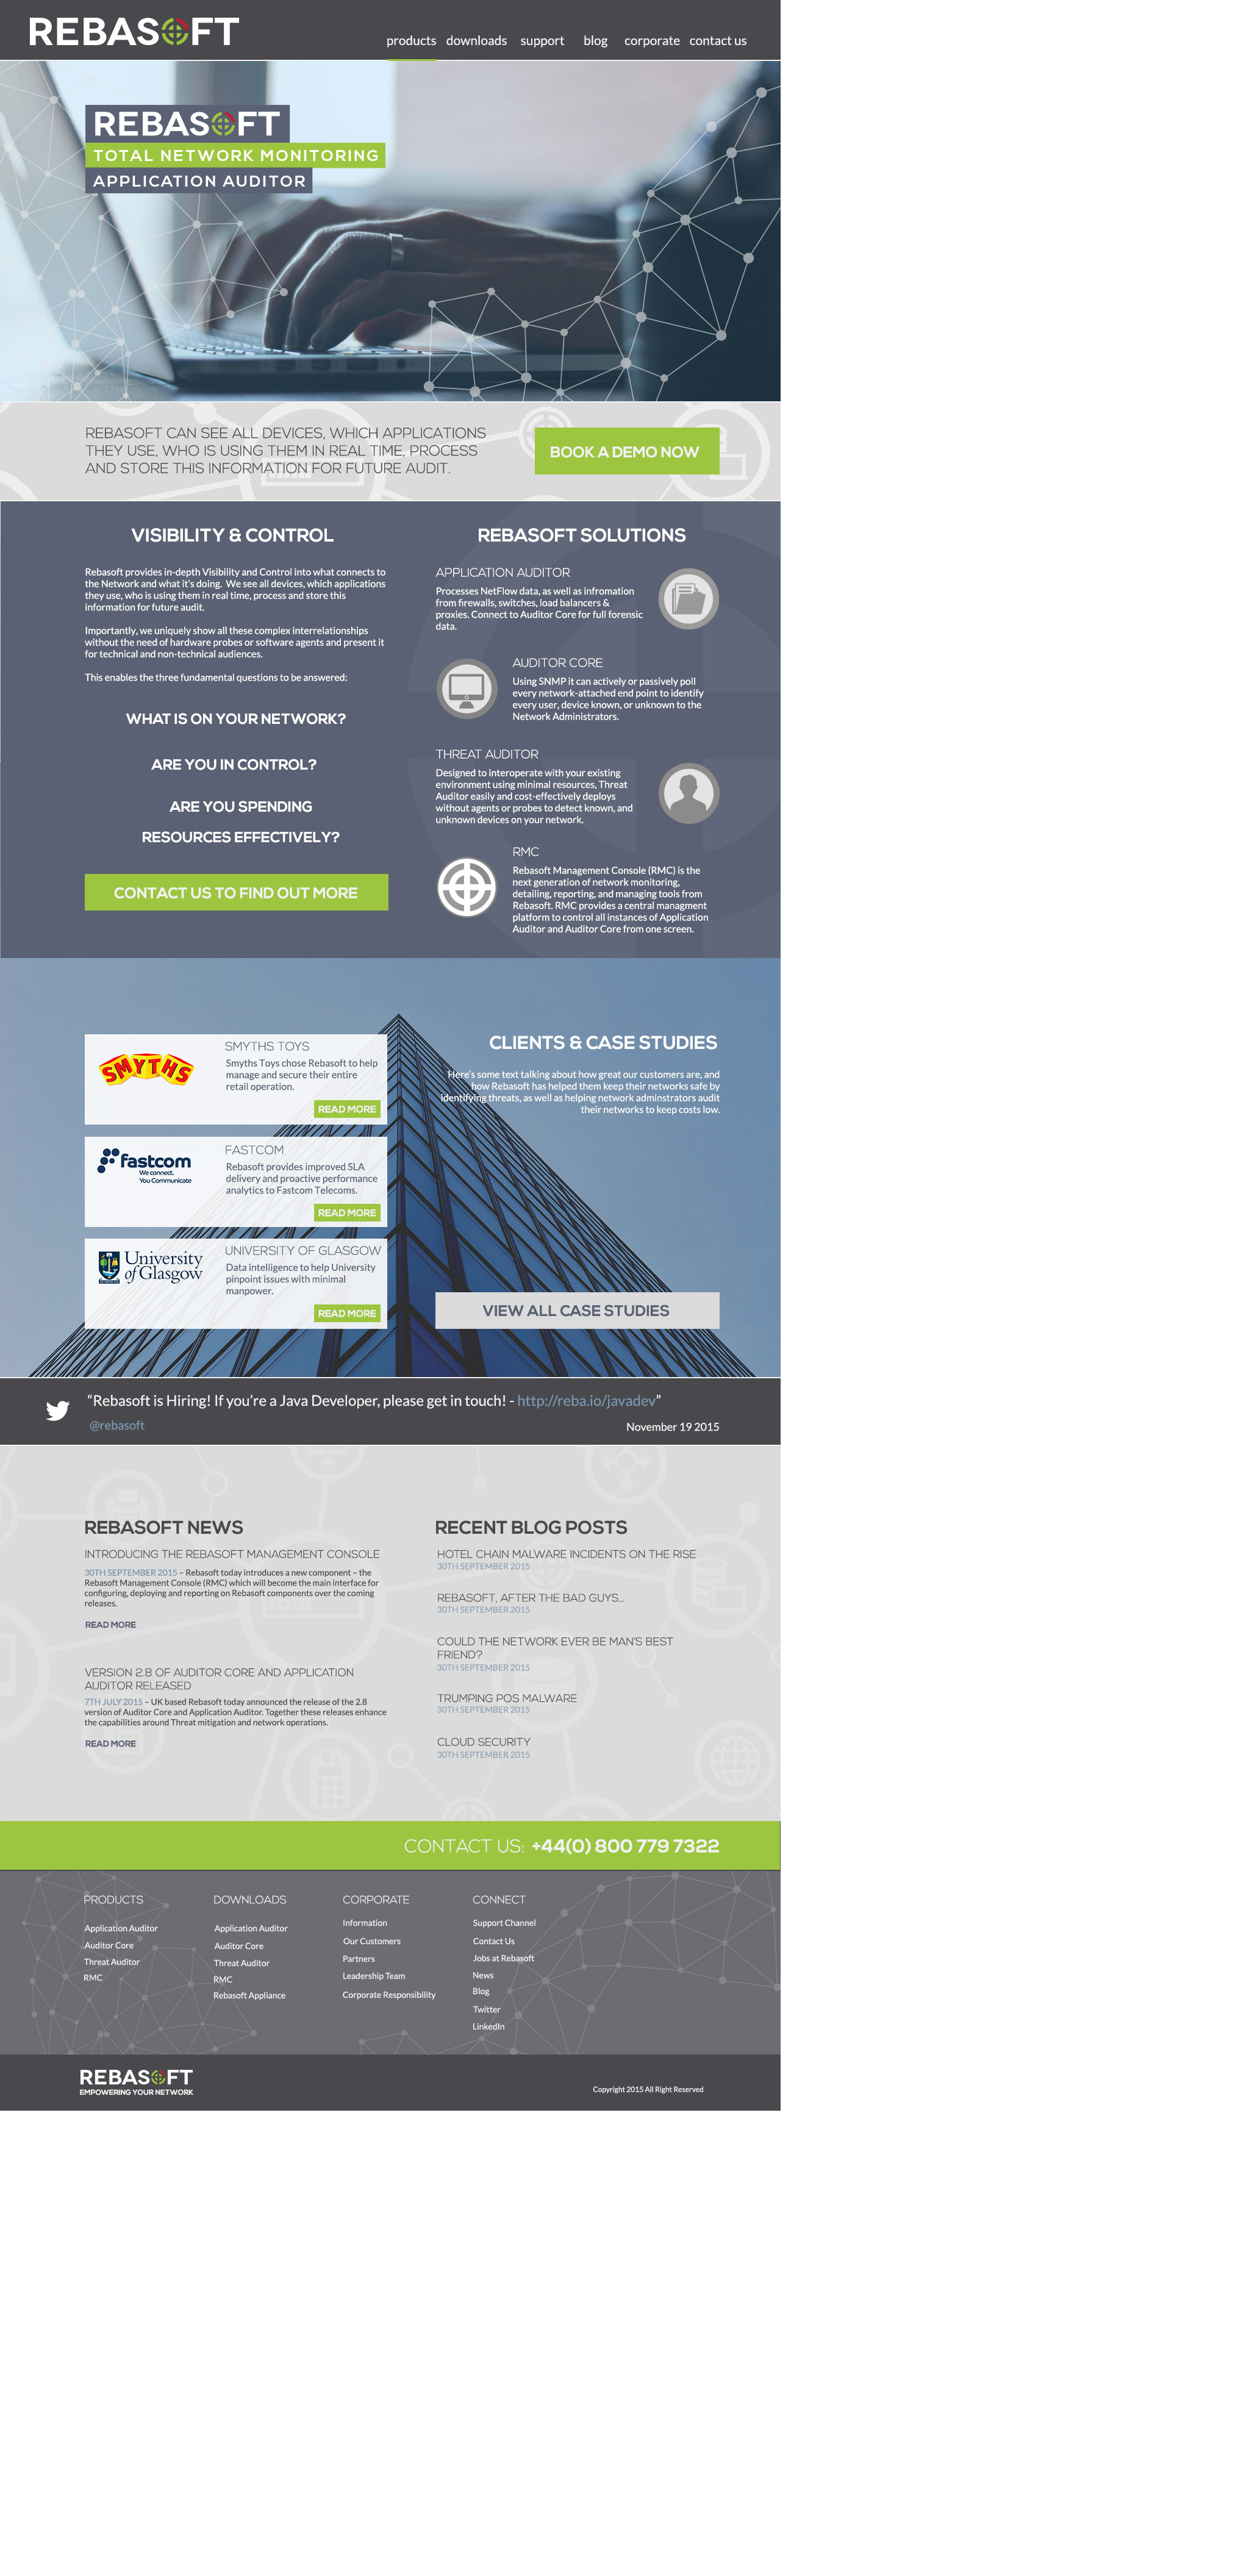 REBASOFT
products downloads support blog corporate contact us
REBASOFT
TOTAL NETWORK MONITORING
APPLICATION AUDITOR
REBASOFT CAN SEE ALL DEVICES, WHICH APPLICATIONS
THEY USE, WHO IS USING THEM IN REAL TIME, PROCESS
AND STORE THIS INFORMATION FOR FUTURE AUDIT.
BOOK A DEMO NOW
VISIBILITY & CONTROL
Rebasoft provides in-depth Visibility and Control into what connects to
the Network and what it's doing.  We see all devices, which applications
they use, who is using them in real time, process and store this
information for future audit.
Importantly, we uniquely show all these complex interrelationships
without the need of hardware probes or software agents and present it
for technical and non-technical audiences.
This enables the three fundamental questions to be answered:
WHAT IS ON YOUR NETWORK?
ARE YOU IN CONTROL?
ARE YOU SPENDING
RESOURCES EFFECTIVELY?
CONTACT US TO FIND OUT MORE
REBASOFT SOLUTIONS
APPLICATION AUDITOR
Processes NetFlow data, as well as infromation
from firewalls, switches, load balancers &
proxies. Connect to Auditor Core for full forensic
data.
AUDITOR CORE
Using SNMP it can actively or passively poll
every network-attached end point to identify
every user, device known, or unknown to the
Network Administrators.
THREAT AUDITOR
Designed to interoperate with your existing
environment using minimal resources, Threat
Auditor easily and cost-effectively deploys
without agents or probes to detect known, and
unknown devices on your network.
RMC
Rebasoft Management Console (RMC) is the
next generation of network monitoring,
detailing, reporting, and managing tools from
Rebasoft. RMC provides a central managment
platform to control all instances of Application
Auditor and Auditor Core from one screen.
SMYTHS
SMYTHS TOYS
Smyths Toys chose Rebasoft to help
manage and secure their entire
retail operation.
READ MORE
fastcom
We connect.
You Communicate
FASTCOM
Rebasoft provides improved SLA
delivery and proactive performance
analytics to Fastcom Telecoms.
READ MORE
University
of Glasgow
UNIVERSITY OF GLASGOW
Data intelligence to help University
pinpoint issues with minimal
manpower.
READ MORE
CLIENTS & CASE STUDIES
Here's some text talking about how great our customers are, and
how Rebasoft has helped them keep their networks safe by
identifying threats, as well as helping network adminstrators audit
their networks to keep costs low.
VIEW ALL CASE STUDIES
“Rebasoft is Hiring! If you're a Java Developer, please get in touch! - http://reba.io/javadev”
@rebasoft
November 19 2015
REBASOFT NEWS
INTRODUCING THE REBASOFT MANAGEMENT CONSOLE
30TH SEPTEMBER 2015 – Rebasoft today introduces a new component – the
Rebasoft Management Console (RMC) which will become the main interface for
configuring, deploying and reporting on Rebasoft components over the coming
releases.
READ MORE
VERSION 2.8 OF AUDITOR CORE AND APPLICATION
AUDITOR RELEASED
7TH JULY 2015 – UK based Rebasoft today announced the release of the 2.8
version of Auditor Core and Application Auditor. Together these releases enhance
the capabilities around Threat mitigation and network operations.
READ MORE
RECENT BLOG POSTS
HOTEL CHAIN MALWARE INCIDENTS ON THE RISE
30TH SEPTEMBER 2015
REBASOFT, AFTER THE BAD GUYS...
30TH SEPTEMBER 2015
COULD THE NETWORK EVER BE MAN'S BEST
FRIEND?
30TH SEPTEMBER 2015
TRUMPING POS MALWARE
30TH SEPTEMBER 2015
CLOUD SECURITY
30TH SEPTEMBER 2015
CONTACT US: +44(0) 800 779 7322
PRODUCTS
Application Auditor
Auditor Core
Threat Auditor
RMC
DOWNLOADS
Application Auditor
Auditor Core
Threat Auditor
RMC
Rebasoft Appliance
CORPORATE
Information
Our Customers
Partners
Leadership Team
Corporate Responsibility
CONNECT
Support Channel
Contact Us
Jobs at Rebasoft
News
Blog
Twitter
LinkedIn
REBASOFT
EMPOWERING YOUR NETWORK
Copyright 2015 All Right Reserved